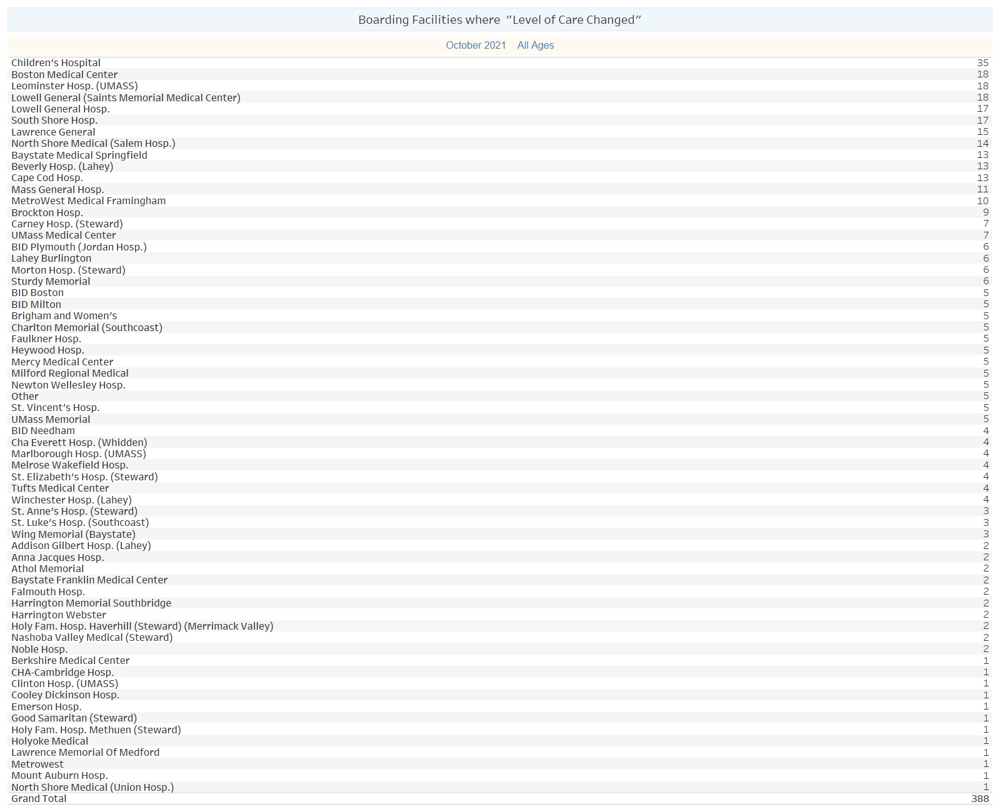 Boarding Facilities where "Level of Care Changed"
October 2021 All Ages
Children's Hospital 35
Boston Medical Center 18
Leominster Hosp. (UMASS) 18
Lowell General (Saints Memorial Medical Center) 18
Lowell General Hosp. 17
South Shore Hosp. 17
Lawrence General 15
North Shore Medical (Salem Hosp.) 14
Baystate Medical Springfield 13
Beverly Hosp. (Lahey) 13
Cape Cod Hosp. 13
Mass General Hosp. 11
MetroWest Medical Framingham 10
Brockton Hosp. 9
Carney Hosp. (Steward) 7
UMass Medical Center 7
BID Plymouth (Jordan Hosp.) 6
Lahey Burlington 6
Morton Hosp. (Steward) 6
Sturdy Memorial 6
BID Boston 5
BID Milton 5
Brigham and Women's 5
Charlton Memorial (Southcoast) 5
Faulkner Hosp. 5
Heywood Hosp. 5
Mercy Medical Center 5
Milford Regional Medical 5
Newton Wellesley Hosp. 5
Other 5
St. Vincent's Hosp. 5
UMass Memorial 5
BID Needham 4
Cha Everett Hosp. (Whidden) 4
Marlborough Hosp. (UMASS) 4
Melrose Wakefield Hosp. 4
St. Elizabeth's Hosp. (Steward) 4
Tufts Medical Center 4
Winchester Hosp. (Lahey) 4
St. Anne's Hosp. (Steward) 3
St. Luke's Hosp. (Southcoast) 3
Wing Memorial (Baystate) 3
Addison Gilbert Hosp. (Lahey) 2
Anna Jacques Hosp. 2
Athol Memorial 2
Baystate Franklin Medical Center 2
Falmouth Hosp. 2
Harrington Memorial Southbridge 2
Harrington Webster 2
Holy Fam. Hosp. Haverhill (Steward) (Merrimack Valley) 2
Nashoba Valley Medical (Steward) 2
Noble Hosp. 2
Berkshire Medical Center 1
CHA-Cambridge Hosp. 1
Clinton Hosp. (UMASS) 1
Cooley Dickinson Hosp. 1
Emerson Hosp. 1
Good Samaritan (Steward) 1
Holy Fam. Hosp. Methuen (Steward) 1
Holyoke Medical 1
Lawrence Memorial Of Medford 1
Metrowest 1
Mount Auburn Hosp. 1
North Shore Medical (Union Hosp.) 1
Grand Total 388